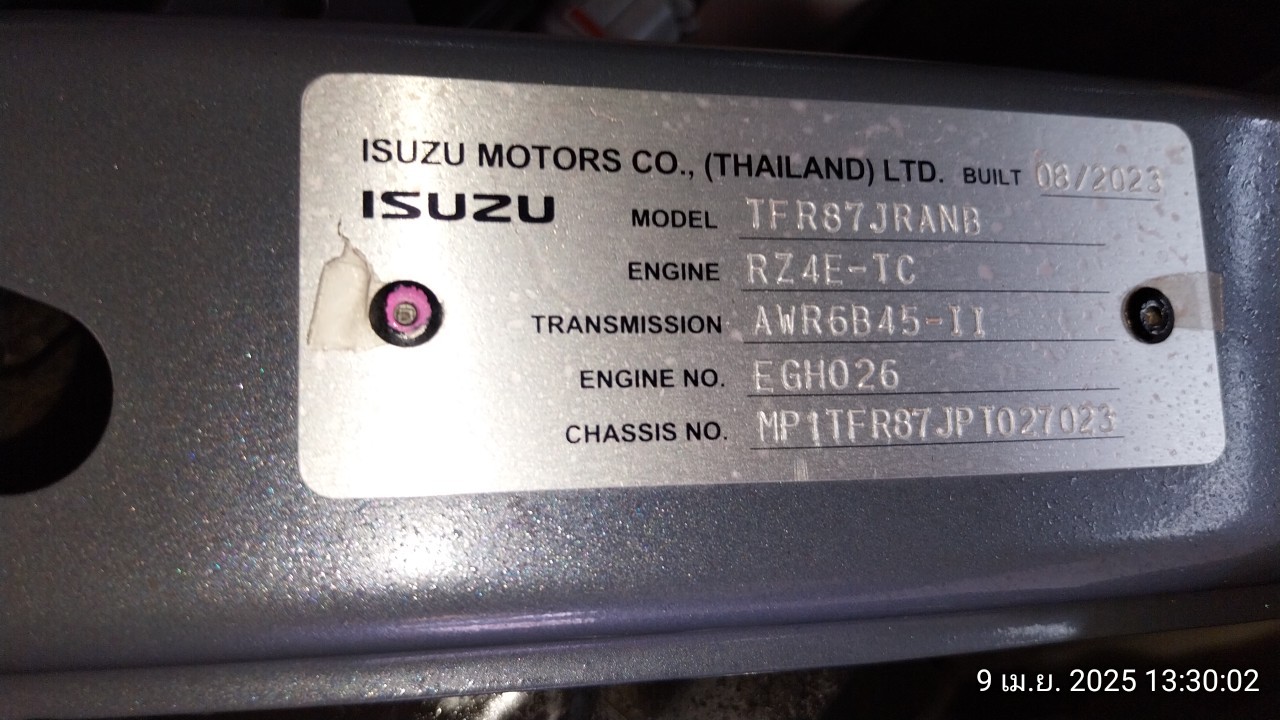 ISUZU MOTORS CO., (THAILAND) LTD. BUILT 08/2023
ISUZU MODEL TFR87JRANB
ENGINE RZ4E-TC
TRANSMISSION AWR6B45-II
ENGINE NO. EGH026
CHASSIS NO. MP1TFR87JPT027023
9 เม.ย. 2025 13:30:02